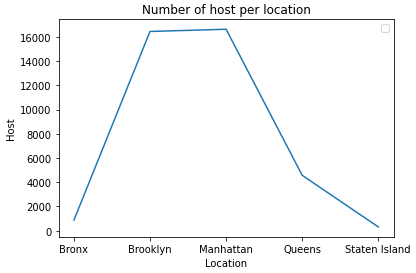 Number of host per location
16000
14000
12000
10000
8000
6000
4000
2000
0
Host
Bronx Brooklyn Manhattan Queens Staten Island
Location